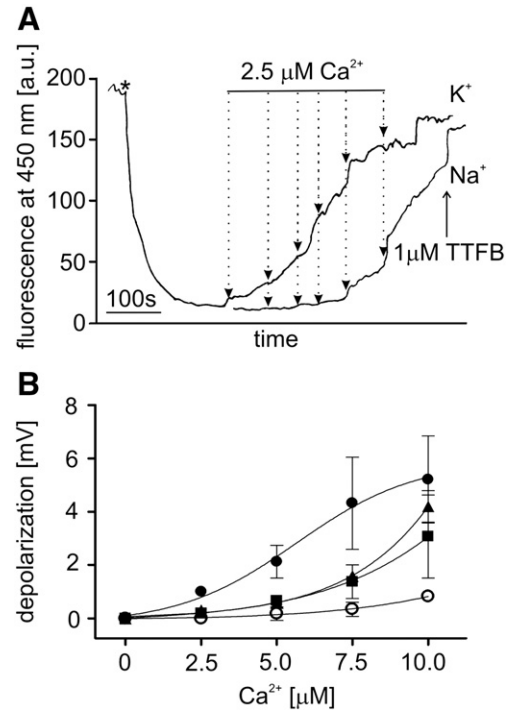 A
fluorescence at 450 nm [a.u.]
200
150
100
50
0
*
2.5 μM Ca²⁺
K⁺
Na⁺
1μM TTFB
100s
time
B
depolarization [mV]
8
6
4
2
0
0 2.5 5.0 7.5 10.0
Ca²⁺ [μM]